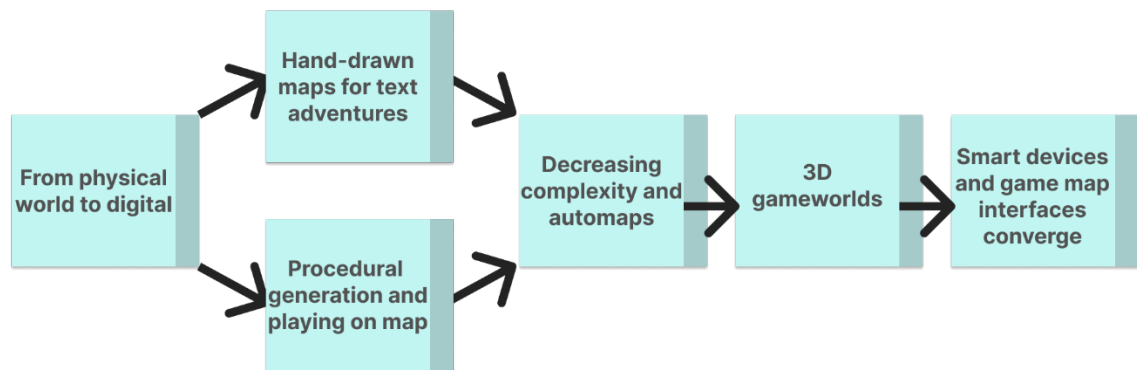 From physical
world to digital
Hand-drawn
maps for text
adventures
Procedural
generation and
playing on map
Decreasing
complexity and
automaps
3D
gameworlds
Smart devices
and game map
interfaces
converge